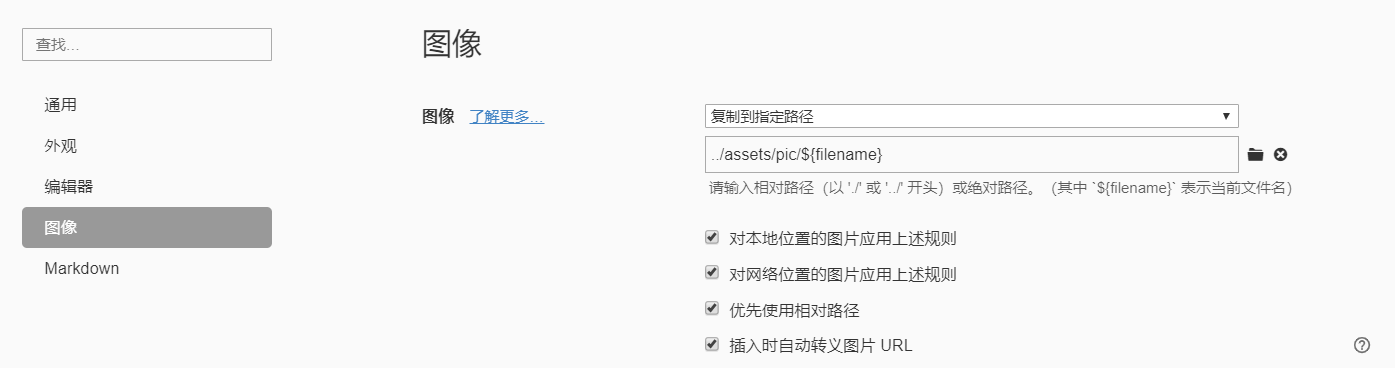 查找...
通用
外观
编辑器
图像
Markdown
图像
图像 了解更多...
复制到指定路径
../assets/pic/${filename}
请输入相对路径（以 './' 或 '../' 开头）或绝对路径。（其中 `${filename}` 表示当前文件名）
对本地位置的图片应用上述规则
对网络位置的图片应用上述规则
优先使用相对路径
插入时自动转义图片 URL